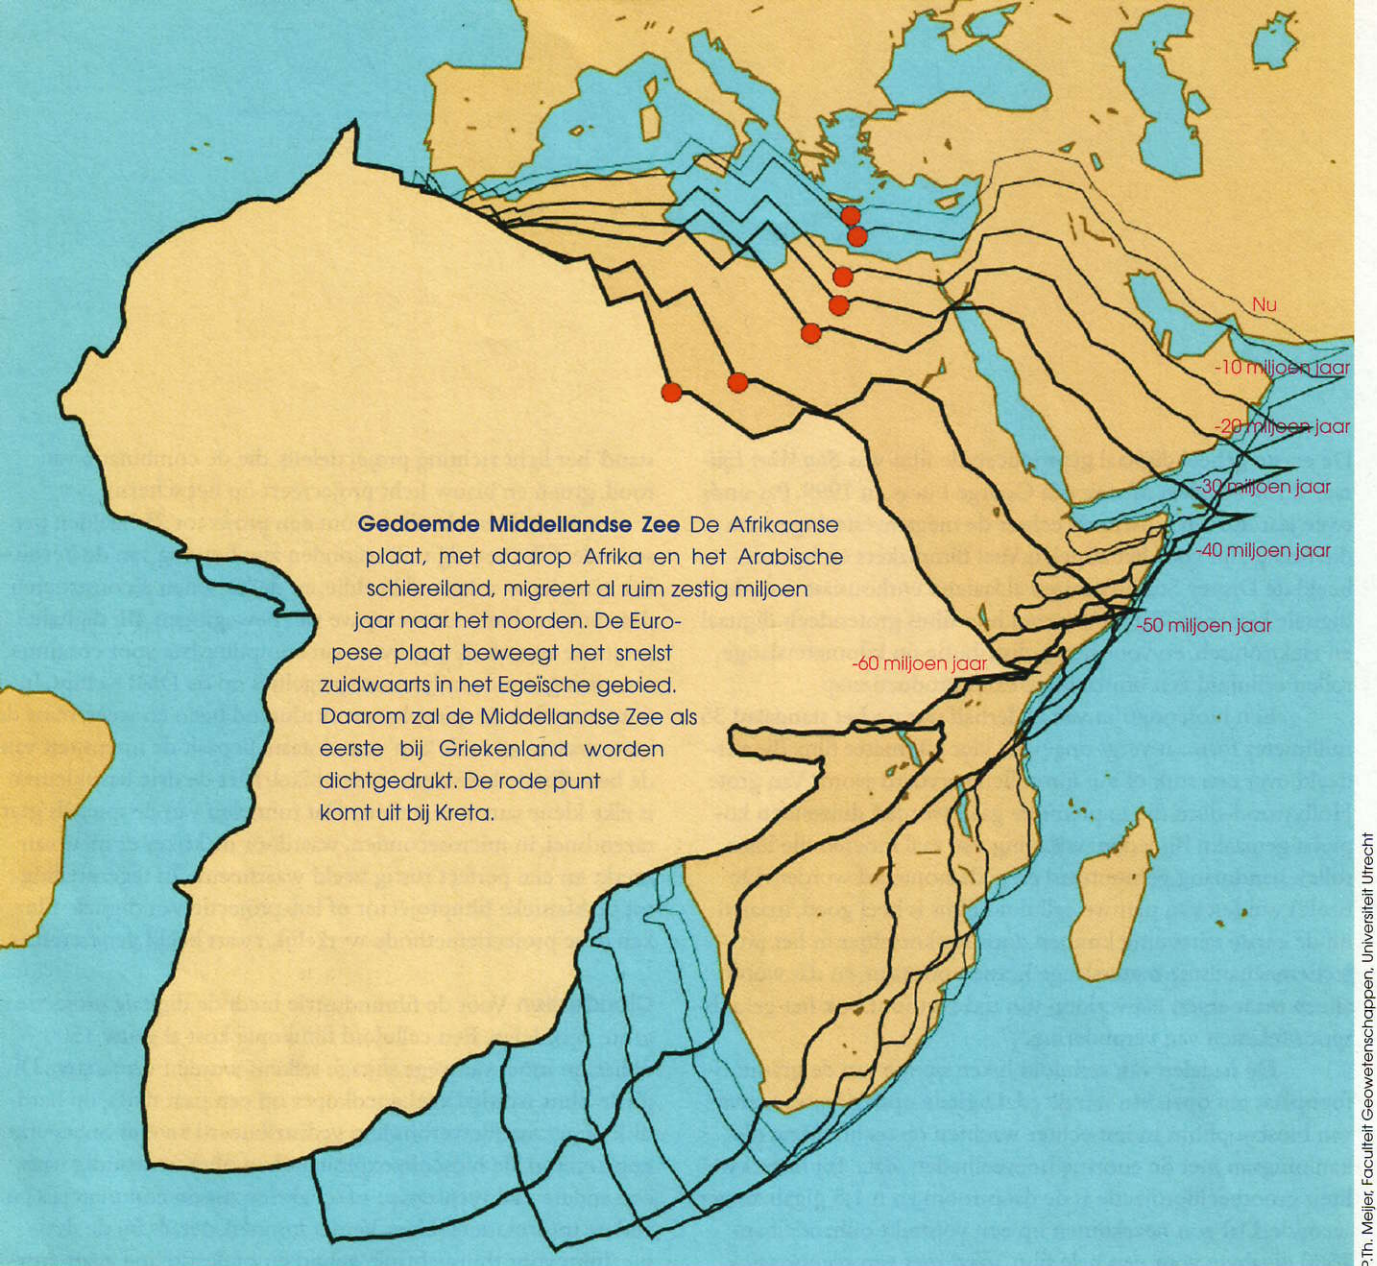 Nu
-10 miljoen jaar
-20 miljoen jaar
-30 miljoen jaar
-40 miljoen jaar
-50 miljoen jaar
-60 miljoen jaar
Gedoemde Middellandse Zee De Afrikaanse
plaat, met daarop Afrika en het Arabische
schiereiland, migreert al ruim zestig miljoen
jaar naar het noorden. De Euro-
pese plaat beweegt het snelst
zuidwaarts in het Egeïsche gebied.
Daarom zal de Middellandse Zee als
eerste bij Griekenland worden
dichtgedrukt. De rode punt
komt uit bij Kreta.
P.Th. Meijer, Faculteit Geowetenschappen, Universiteit Utrecht